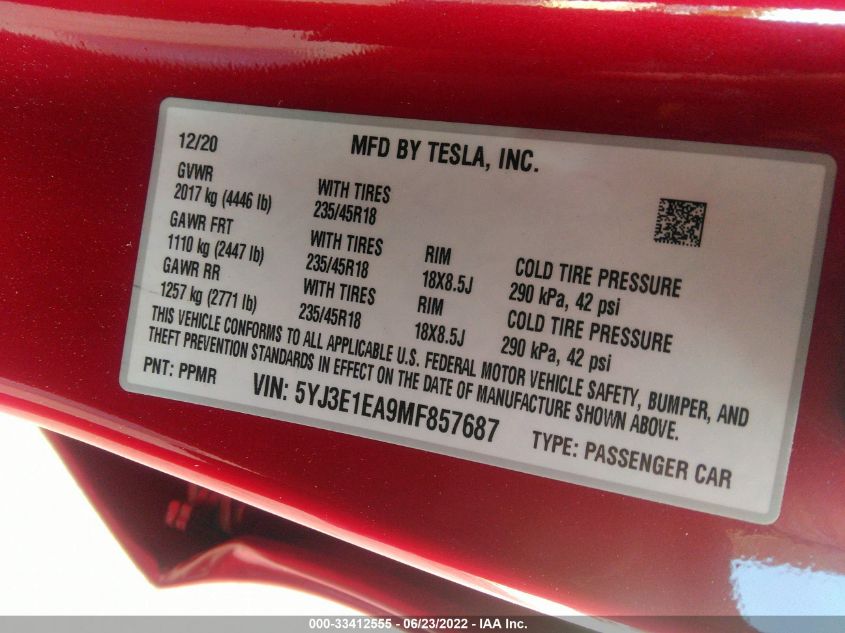 12/20
MFD BY TESLA, INC.
GVWR
2017 kg (4446 lb)
WITH TIRES
235/45R18
GAWR FRT
1110 kg (2447 lb)
WITH TIRES
235/45R18
RIM
18X8.5J
COLD TIRE PRESSURE
290 kPa, 42 psi
GAWR RR
1257 kg (2771 lb)
WITH TIRES
235/45R18
RIM
18X8.5J
COLD TIRE PRESSURE
290 kPa, 42 psi
THIS VEHICLE CONFORMS TO ALL APPLICABLE U.S. FEDERAL MOTOR VEHICLE SAFETY, BUMPER, AND
THEFT PREVENTION STANDARDS IN EFFECT ON THE DATE OF MANUFACTURE SHOWN ABOVE.
PNT: PPMR
VIN: 5YJ3E1EA9MF857687
TYPE: PASSENGER CAR
000-33412555 - 06/23/2022 - IAA Inc.